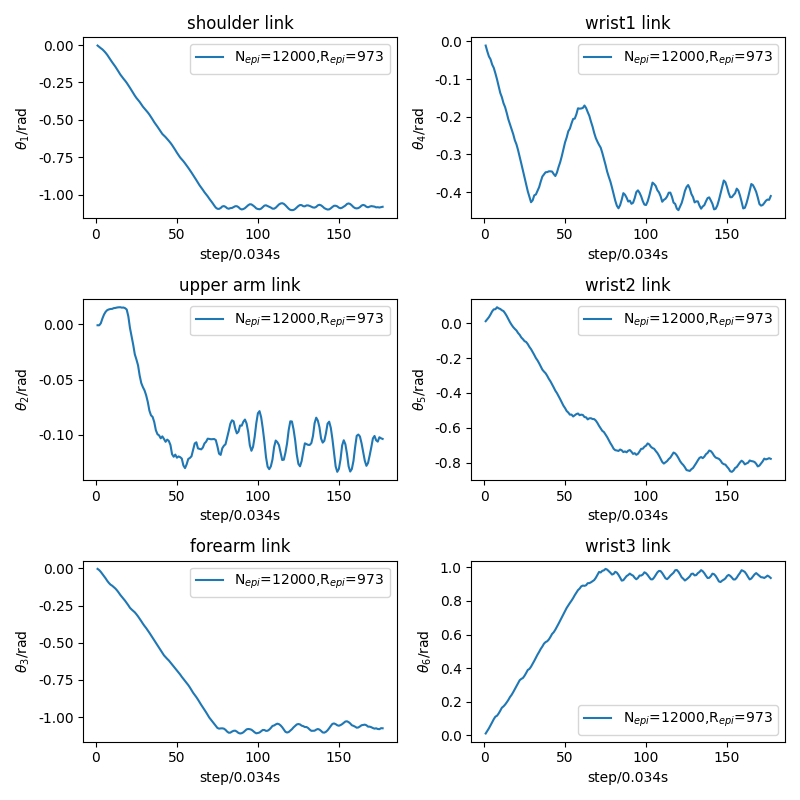 shoulder link
0.00
-0.25
-0.50
-0.75
-1.00
θ1/rad
N_epi=12000,R_epi=973
0 50 100 150
step/0.034s
wrist1 link
0.0
-0.1
-0.2
-0.3
-0.4
θ4/rad
N_epi=12000,R_epi=973
0 50 100 150
step/0.034s
upper arm link
0.00
-0.05
-0.10
θ2/rad
N_epi=12000,R_epi=973
0 50 100 150
step/0.034s
wrist2 link
0.0
-0.2
-0.4
-0.6
-0.8
θ5/rad
N_epi=12000,R_epi=973
0 50 100 150
step/0.034s
forearm link
0.00
-0.25
-0.50
-0.75
-1.00
θ3/rad
N_epi=12000,R_epi=973
0 50 100 150
step/0.034s
wrist3 link
1.0
0.8
0.6
0.4
0.2
0.0
θ6/rad
N_epi=12000,R_epi=973
0 50 100 150
step/0.034s